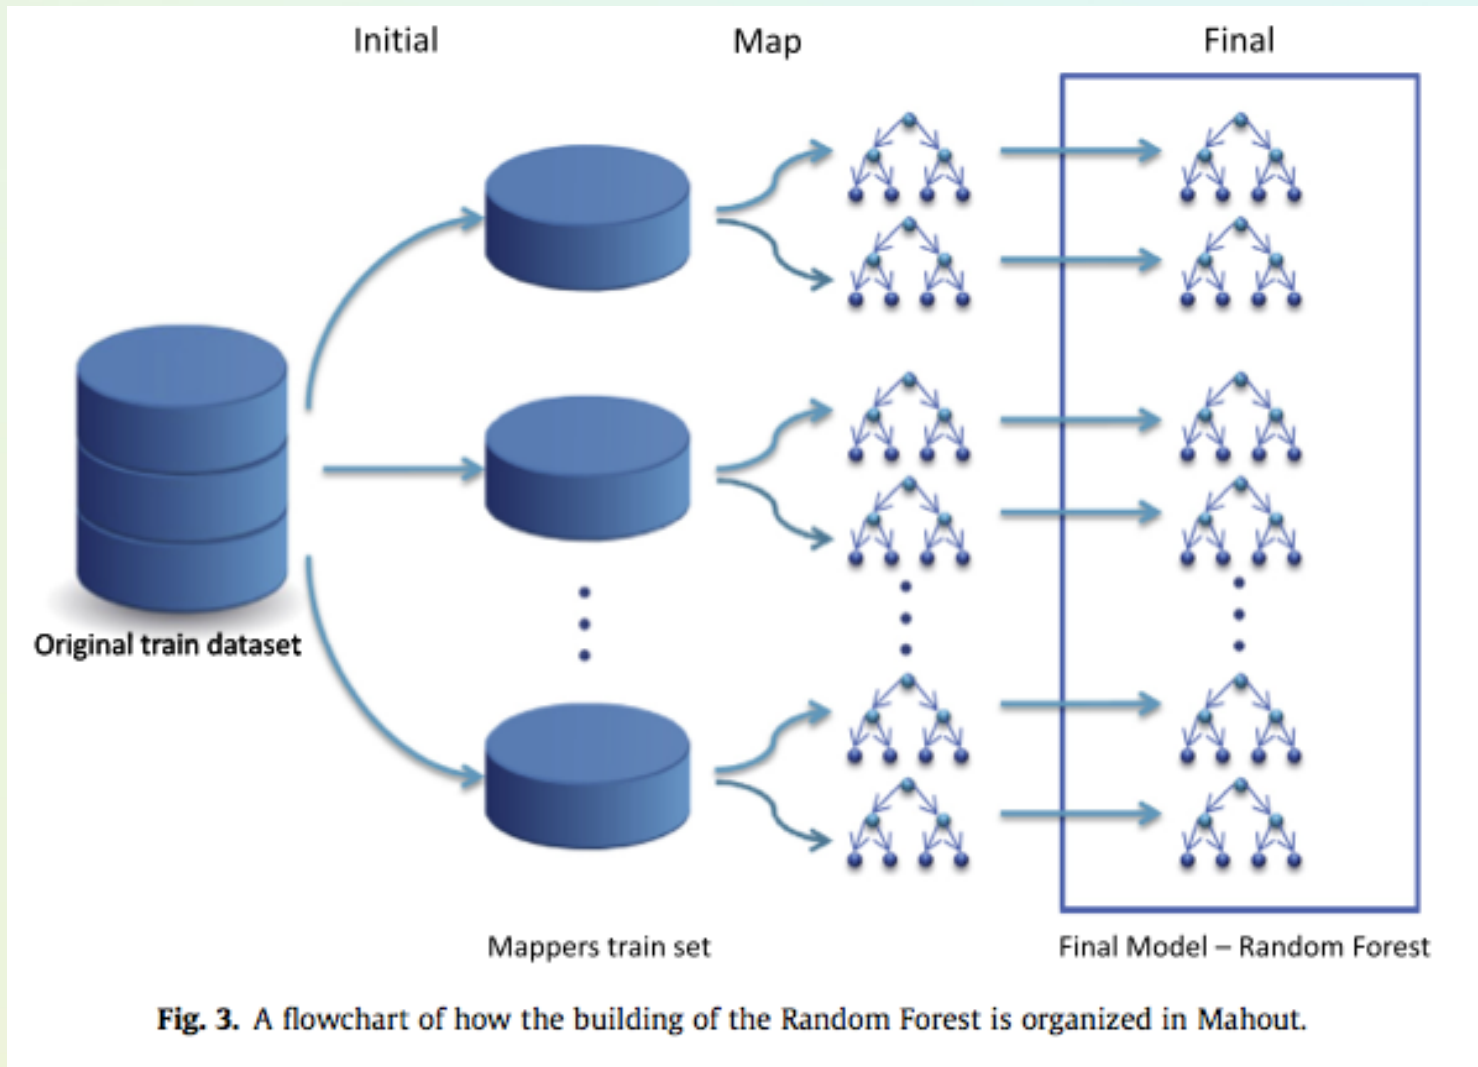 Initial
Map
Final
Original train dataset
Mappers train set
Final Model – Random Forest
Fig. 3. A flowchart of how the building of the Random Forest is organized in Mahout.